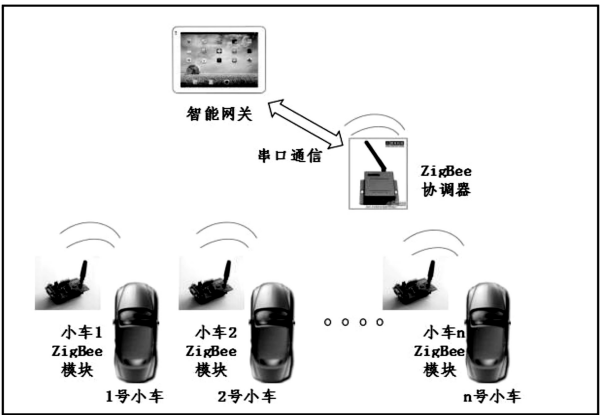 智能网关
串口通信
ZigBee
协调器
小车1
ZigBee
模块
1号小车
小车2
ZigBee
模块
2号小车
小车n
ZigBee
模块
n号小车